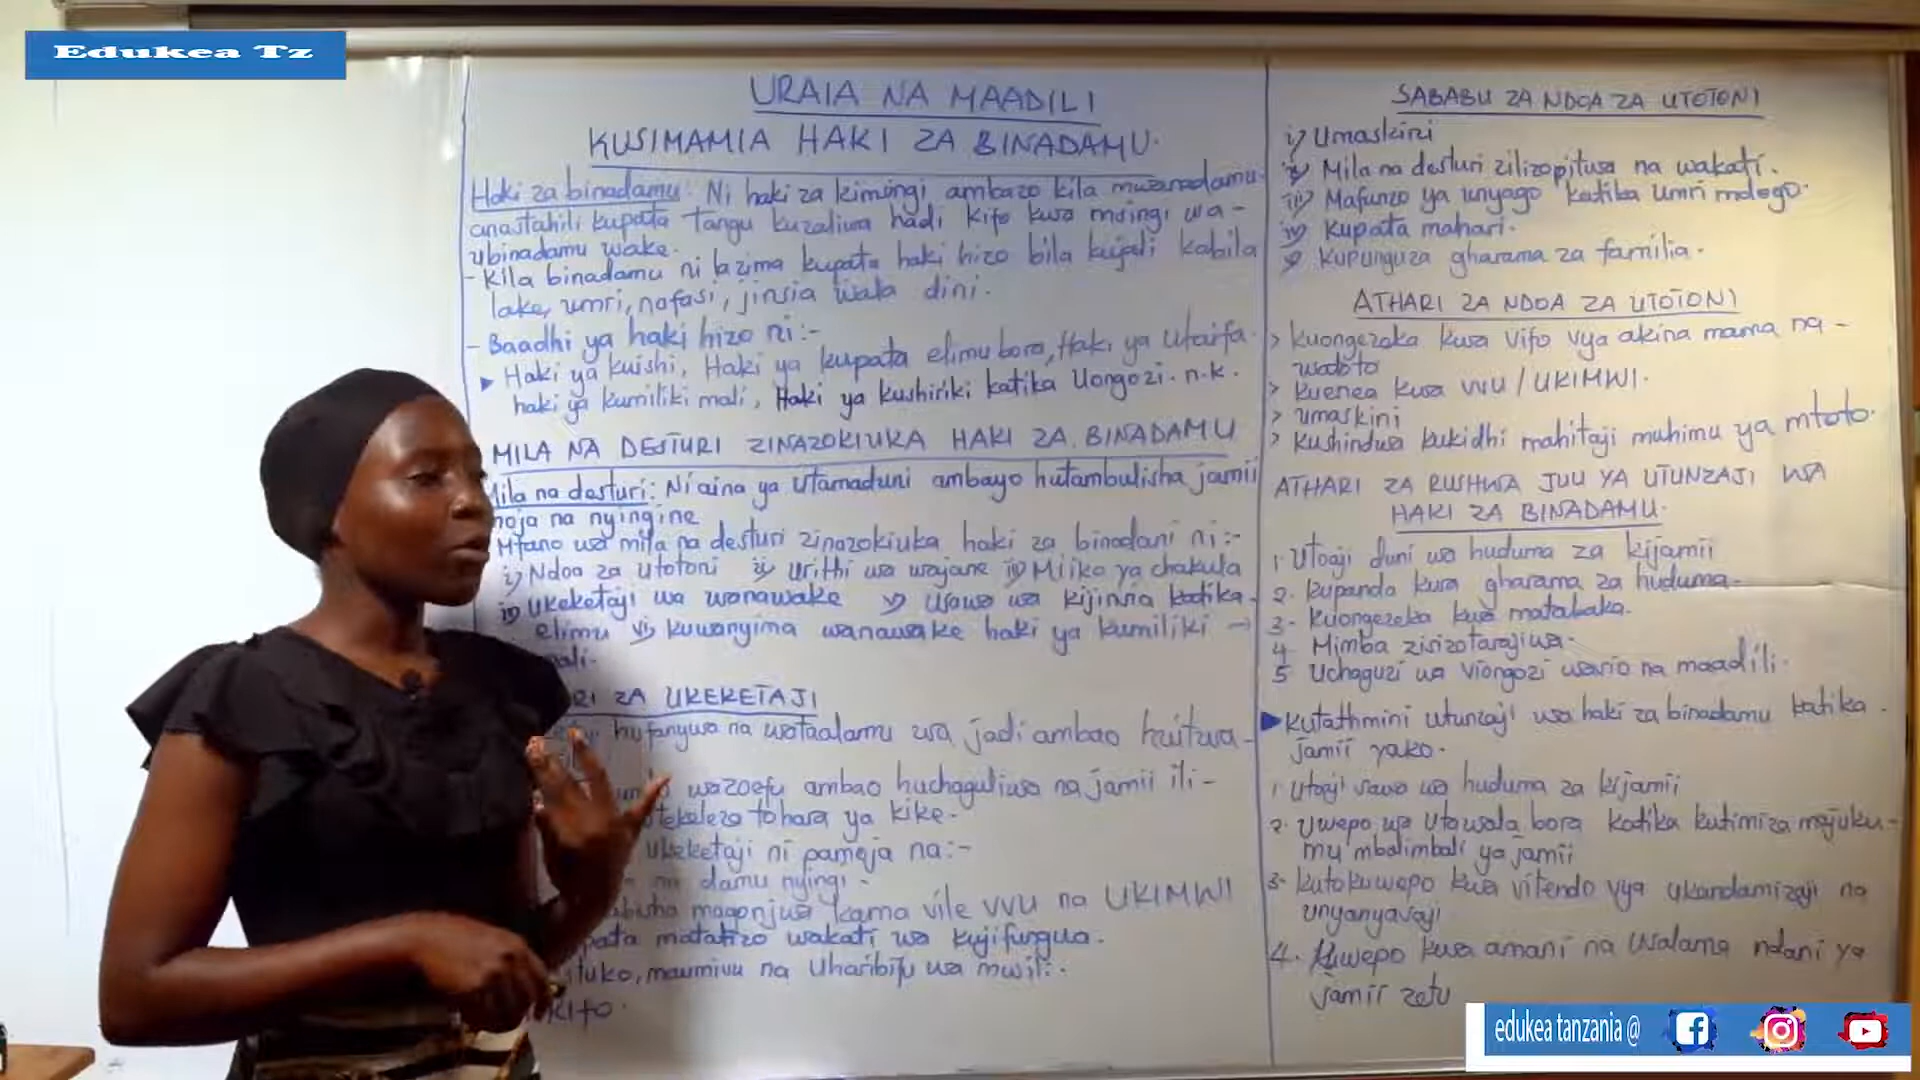 Edukea Tz
URAIA NA MAADILI
KUSIMAMIA HAKI ZA BINADAMU.
Haki za binadamu: Ni haki za kimsingi ambazo kila mwanadamu
anastahili kupata tangu kuzaliwa hadi kifo kwa msingi wa-
ubinadamu wake.
- Kila binadamu ni lazima kupata haki hizo bila kujali kabila
lake, umri, nafasi, jinsia wala dini.
- Baadhi ya haki hizo ni:-
Haki ya kuishi, Haki ya kupata elimu bora, Haki ya Utaifa.
haki ya kumiliki mali, Haki ya kushiriki katika Uongozi. n.k.
MILA NA DESTURI ZINAZOKIUKA HAKI ZA BINADAMU
Mila na desturi: Ni aina ya utamaduni ambayo hutambulisha jamii
moja na nyingine
Mfano wa mila na desturi zinazokiuka haki za binadani ni:-
i) Ndoa za utotoni ii) Urithi wa wajane iii) Miiko ya chakula
iv) Ukeketaji wa wanawake v) Usawa wa kijinsia katika
elimu vi) kuwanyima wanawake haki ya kumiliki →
mali.
ZA UKEKETAJI
hufanywa na wataalamu wa jadi ambao huitwa-
wazoefu ambao huchaguliwa na jamii ili-
tohara ya kike.
ukeketaji ni pamoja na:-
damu nyingi.
magonjwa kama vile VVU na UKIMWI
pata matatizo wakati wa kujifungua.
maumivu na Uharibifu wa mwili.
kifo.
SABABU ZA NDOA ZA UTOTONI
i) Umaskini
ii) Mila na desturi zilizopitwa na wakati.
iii) Mafunzo ya unyago katika umri mdogo.
iv) Kupata mahari.
v) Kupunguza gharama za familia.
ATHARI ZA NDOA ZA UTOTONI
> kuongezeka kwa vifo vya akina mama na -
watoto
> kuenea kwa VVU / UKIMWI.
> umaskini
> kushindwa kukidhi mahitaji muhimu ya mtoto.
ATHARI ZA RUSHWA JUU YA UTUNZAJI WA
HAKI ZA BINADAMU.
1. Utoaji duni wa huduma za kijamii
2. Kupanda kwa gharama za huduma.
3. Kuongezeka kwa matabaka.
4 Mimba zisizotarajiwa.
5 Uchaguzi wa viongozi wasio na maadili.
Kutathmini utunzaji wa haki za binadamu katika.
jamii yako.
1 Utoaji sawa wa huduma za kijamii
2. Uwepo wa Utawala bora katika kutimiza majuku-
mu mbalimbali ya jamii
3. Kutokuwepo kwa vitendo vya ukandamizaji na
unyanyasaji
4. Kuwepo kwa amani na Usalama ndani ya
jamii zetu
edukea tanzania @